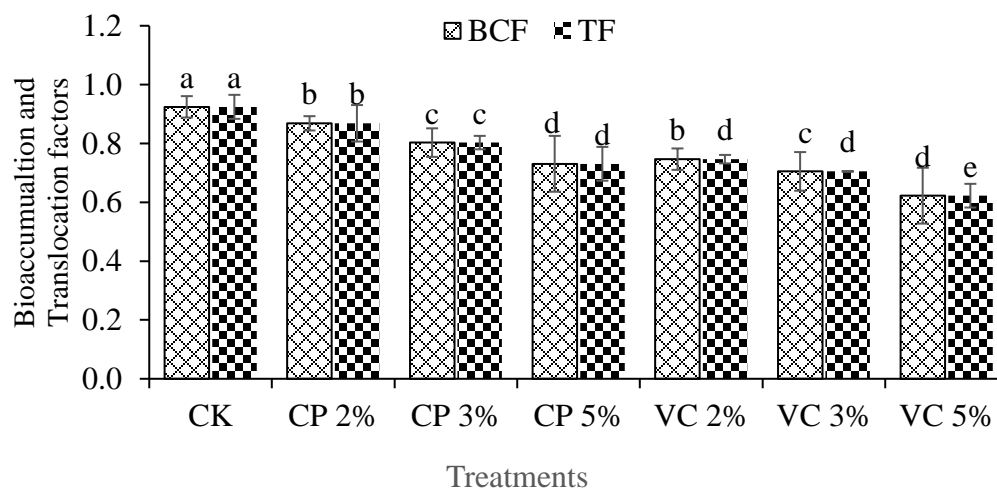 1.2
1.0
0.8
0.6
0.4
0.2
0.0
Bioaccumualtion and
Translocation factors
BCF TF
a a b b c c d d b d c d d e
CK CP 2% CP 3% CP 5% VC 2% VC 3% VC 5%
Treatments